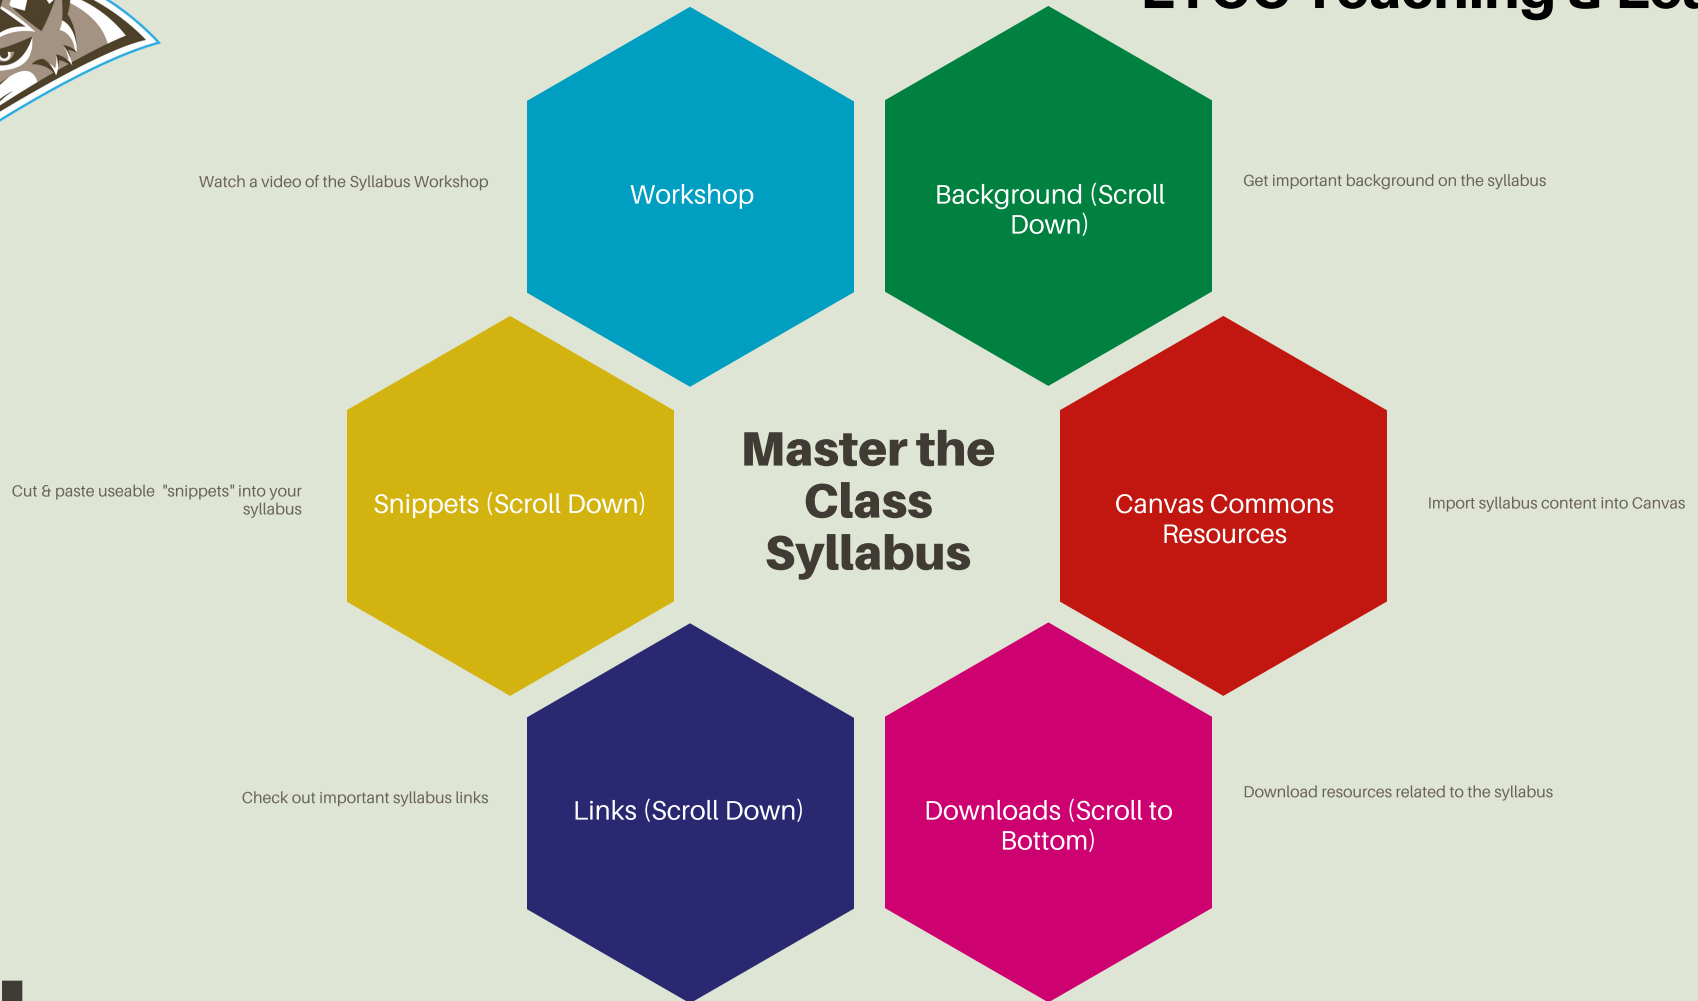 Teaching &
Watch a video of the Syllabus Workshop
Workshop
Background (Scroll
Down)
Get important background on the syllabus
Cut & paste useable  "snippets" into your
syllabus
Snippets (Scroll Down)
Master the
Class
Syllabus
Canvas Commons
Resources
Import syllabus content into Canvas
Check out important syllabus links
Links (Scroll Down)
Downloads (Scroll to
Bottom)
Download resources related to the syllabus